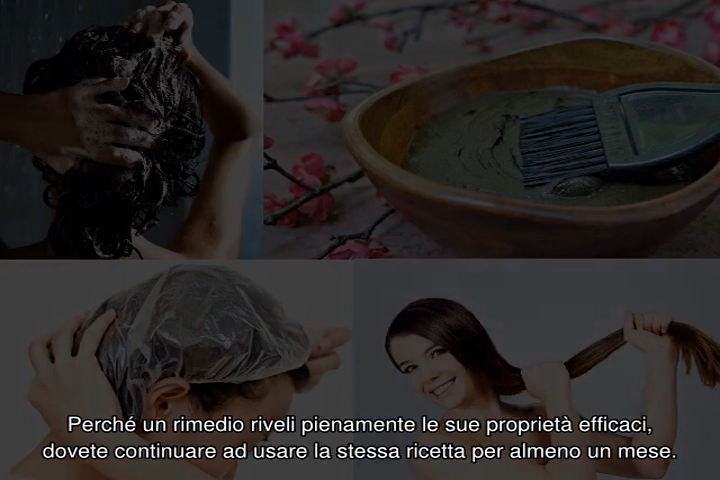 Perché un rimedio riveli pienamente le sue proprietà efficaci,
dovete continuare ad usare la stessa ricetta per almeno un mese.